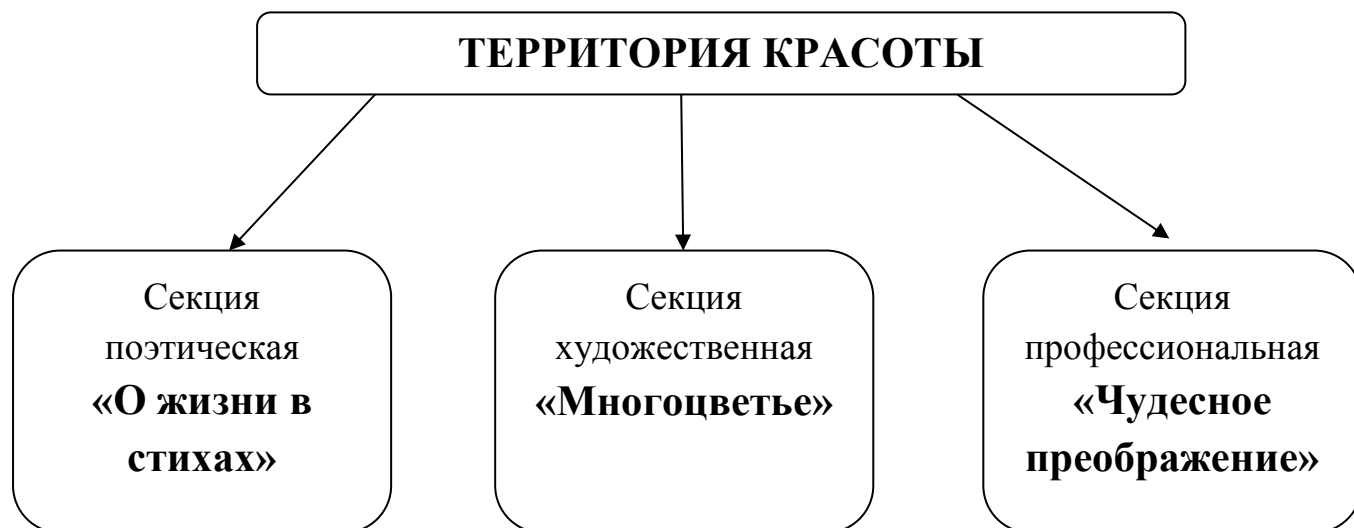 ТЕРРИТОРИЯ КРАСОТЫ
Секция
поэтическая
«О жизни в
стихах»
Секция
художественная
«Многоцветье»
Секция
профессиональная
«Чудесное
преображение»